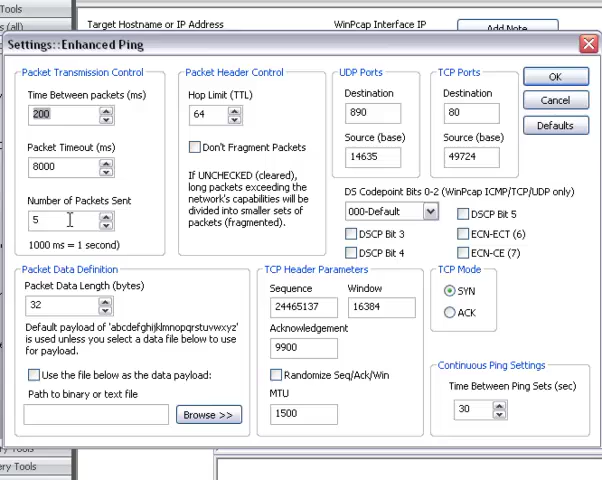 Tools
s (all)
Target Hostname or IP Address
WinPcap Interface IP
Add Note
Settings::Enhanced Ping
Packet Transmission Control
Time Between packets (ms)
200
Packet Timeout (ms)
8000
Number of Packets Sent
5
1000 ms = 1 second)
Packet Header Control
Hop Limit (TTL)
64
Don't Fragment Packets
If UNCHECKED (cleared),
long packets exceeding the
network's capabilities will be
divided into smaller sets of
packets (fragmented).
UDP Ports
Destination
890
Source (base)
14635
TCP Ports
Destination
80
Source (base)
49724
OK
Cancel
Defaults
DS Codepoint Bits 0-2 (WinPcap ICMP/TCP/UDP only)
000-Default
DSCP Bit 5
DSCP Bit 3
ECN-ECT (6)
DSCP Bit 4
ECN-CE (7)
Packet Data Definition
Packet Data Length (bytes)
32
Default payload of 'abcdefghijklmnopqrstuvwxyz'
is used unless you select a data file below to use
for payload.
Use the file below as the data payload:
Path to binary or text file
Browse >>
TCP Header Parameters
Sequence
Window
24465137
16384
Acknowledgement
9900
Randomize Seq/Ack/Win
MTU
1500
TCP Mode
SYN
ACK
Continuous Ping Settings
Time Between Ping Sets (sec)
30
ry Tools
ery Tools